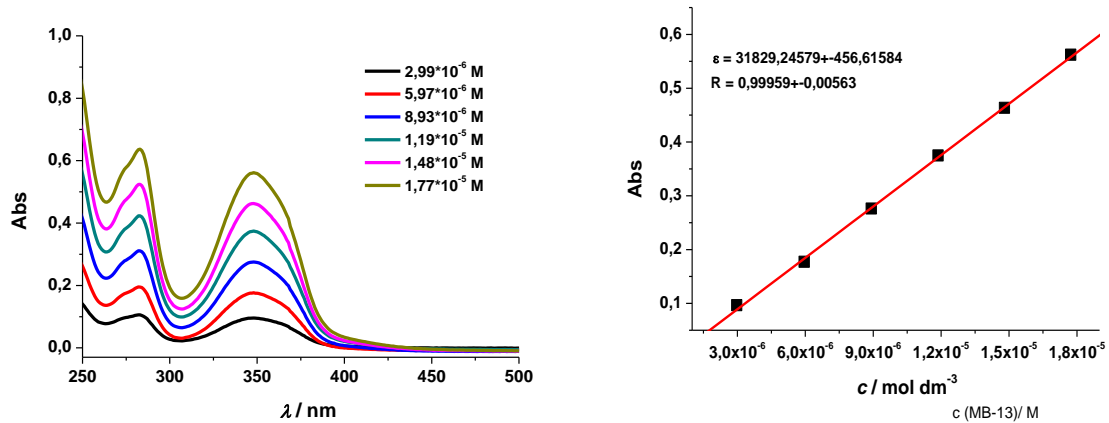 1,0
0,8
0,6
0,4
0,2
0,0
Abs
250 300 350 400 450 500
λ / nm
2,99*10⁻⁶ M
5,97*10⁻⁶ M
8,93*10⁻⁶ M
1,19*10⁻⁵ M
1,48*10⁻⁵ M
1,77*10⁻⁵ M
0,6
0,5
0,4
0,3
0,2
0,1
Abs
ε = 31829,24579+-456,61584
R = 0,99959+-0,00563
3,0x10⁻⁶ 6,0x10⁻⁶ 9,0x10⁻⁶ 1,2x10⁻⁵ 1,5x10⁻⁵ 1,8x10⁻⁵
c / mol dm⁻³
c (MB-13)/ M